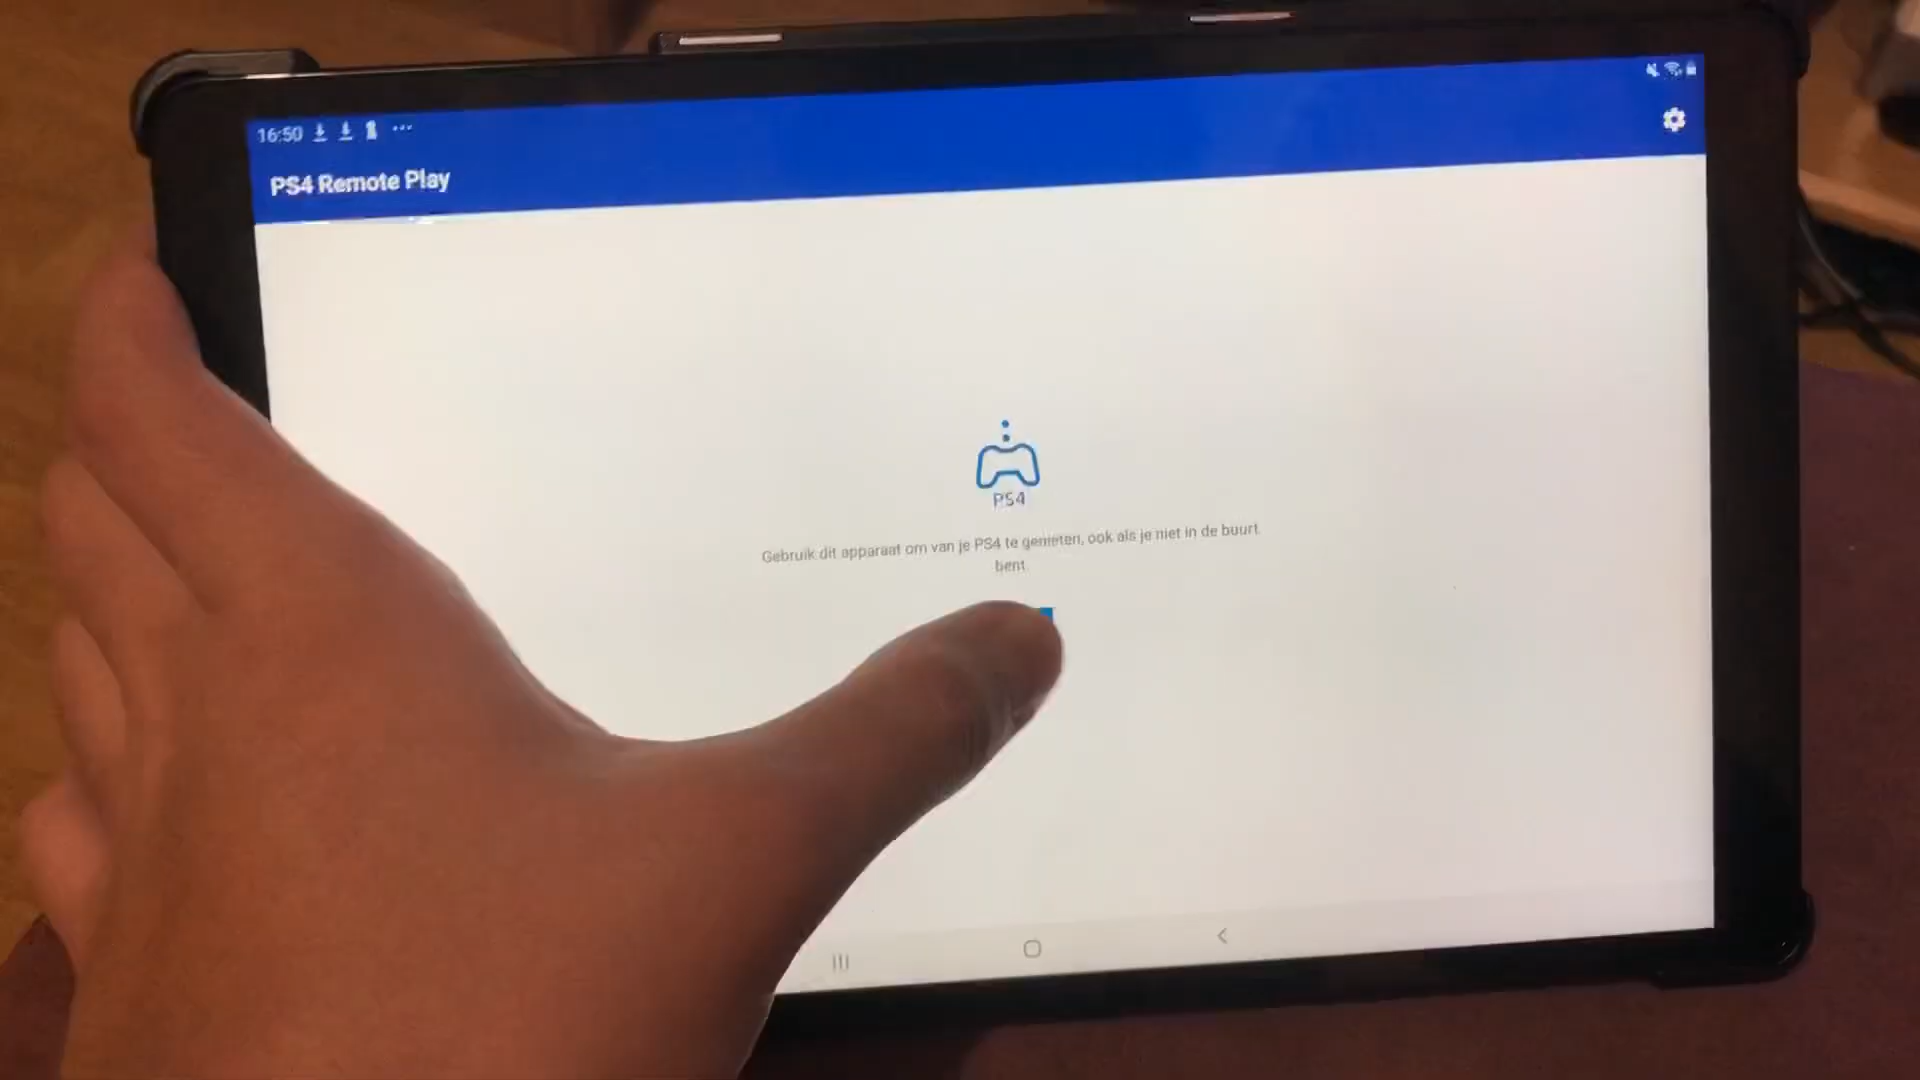 16:50
PS4 Remote Play
PS4
Gebruik dit apparaat om van je PS4 te genieten, ook als je niet in de buurt
bent.